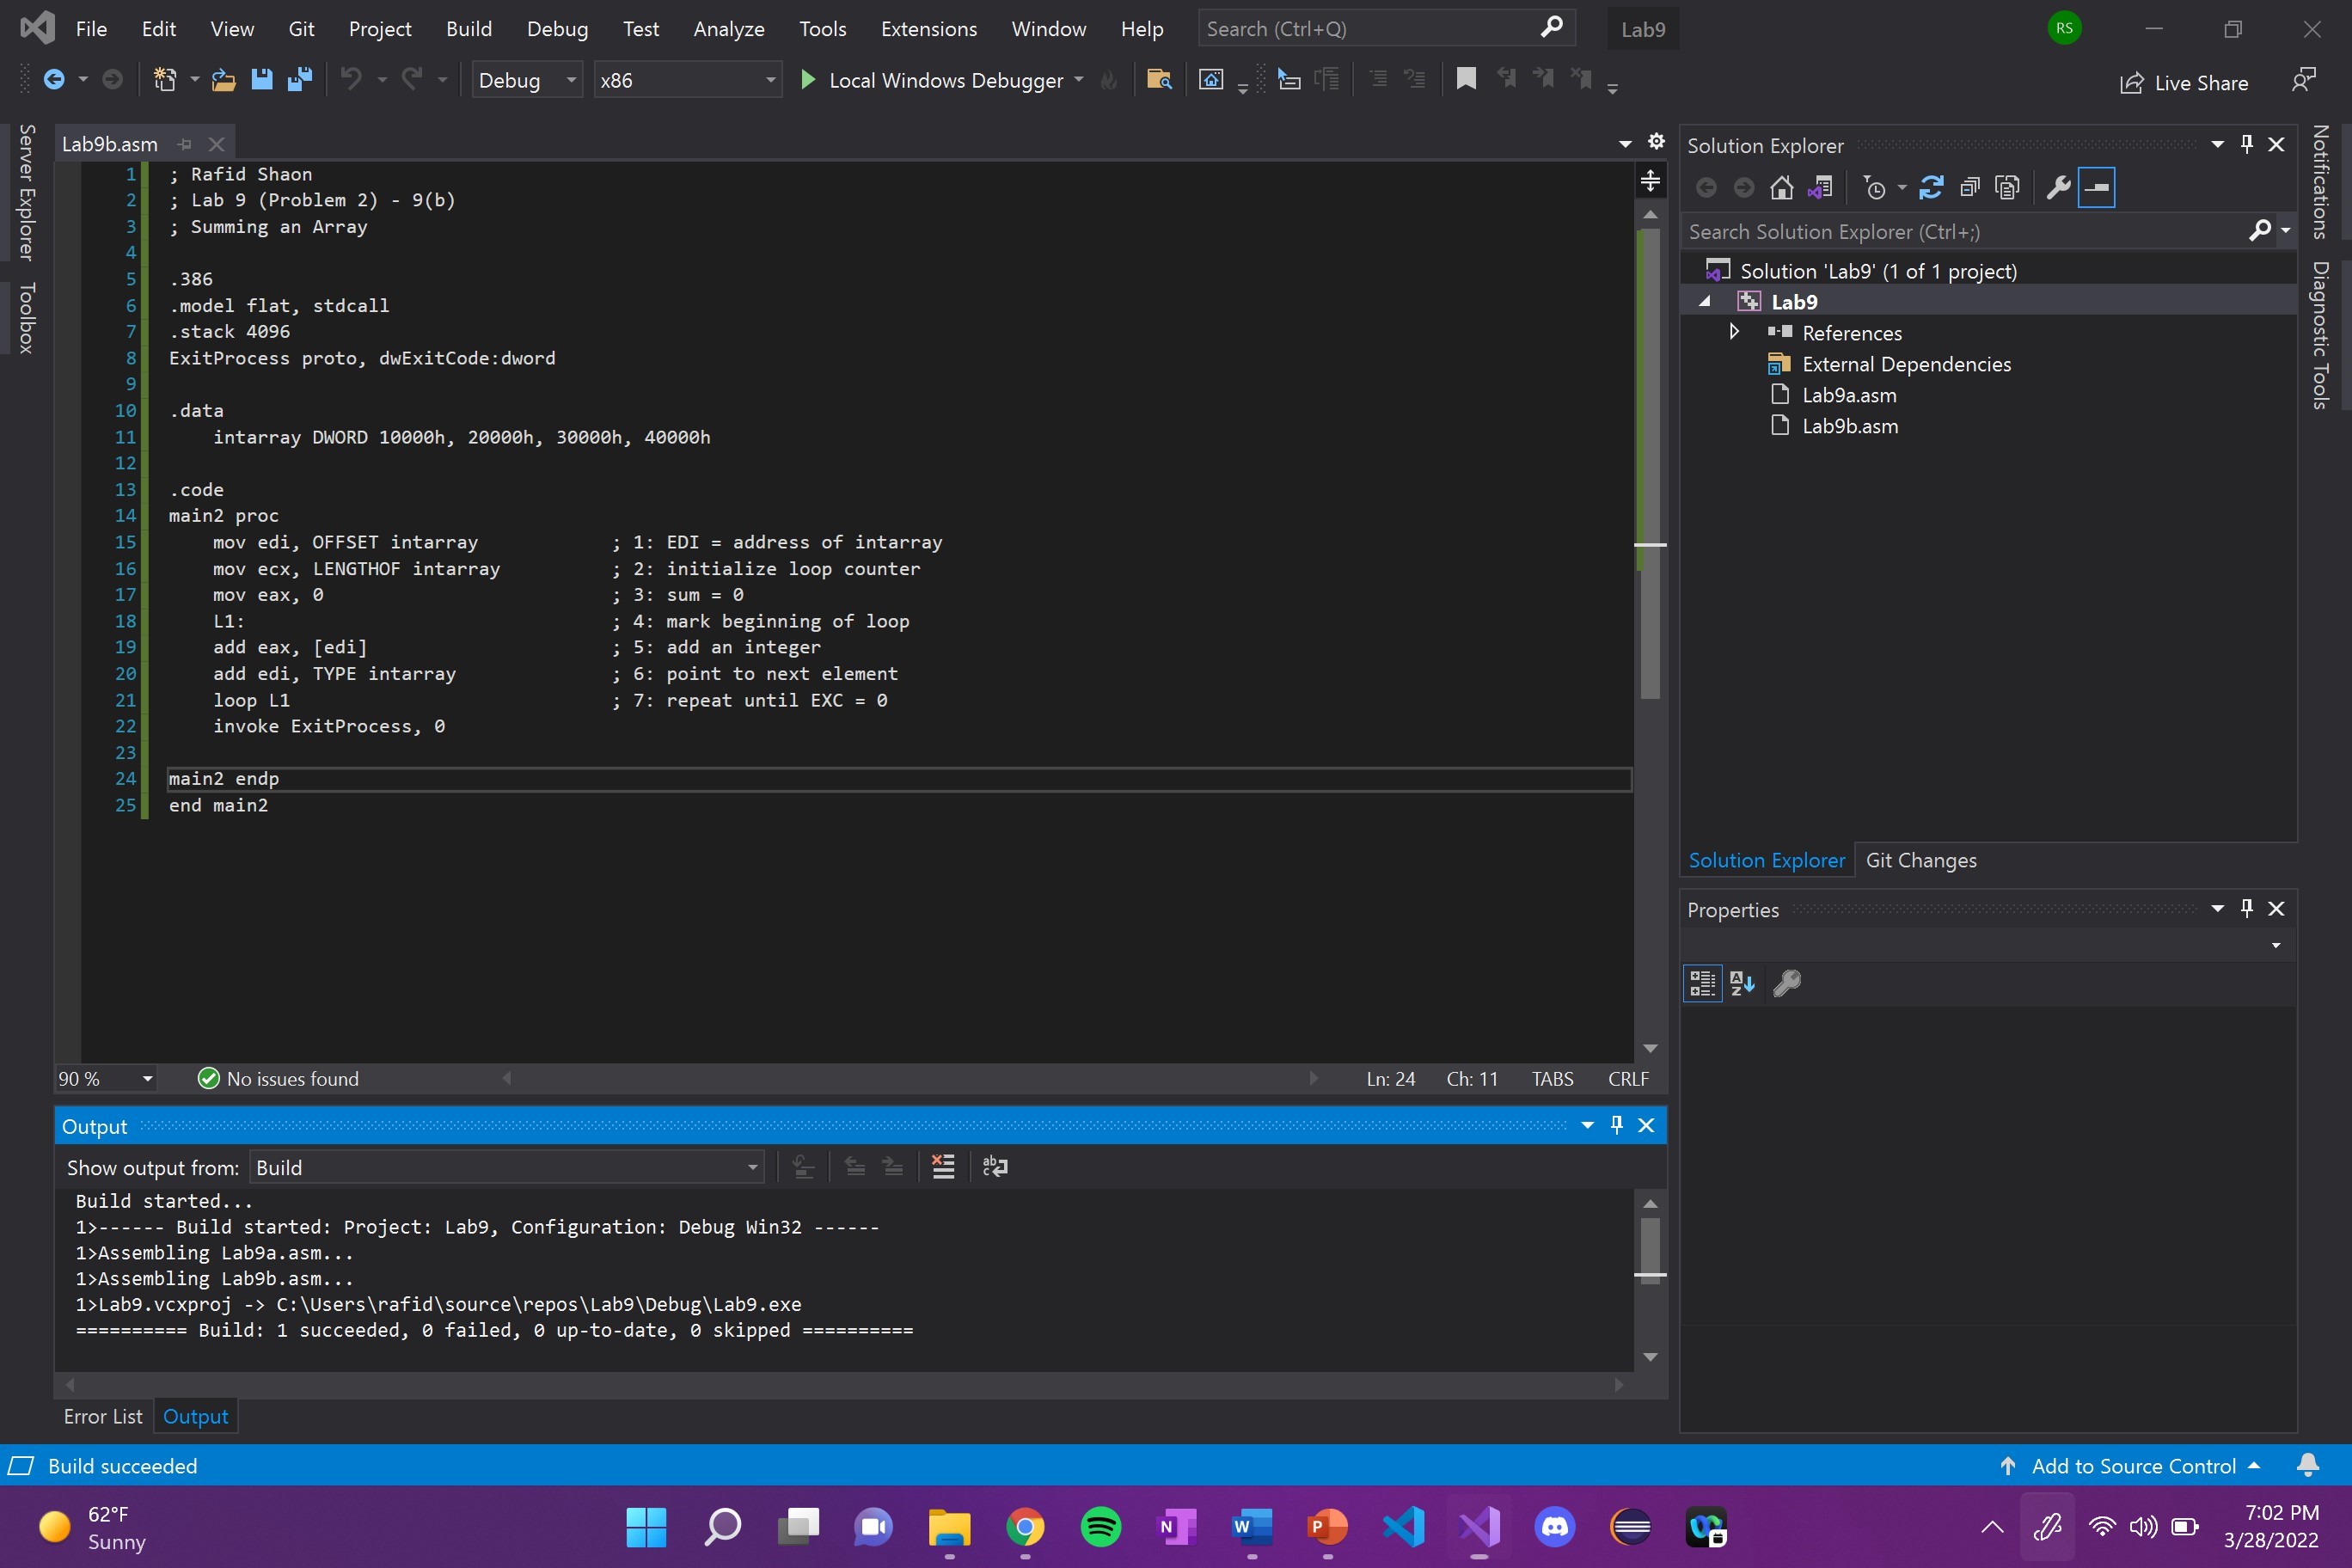 File Edit View Git Project Build Debug Test Analyze Tools Extensions Window Help Search (Ctrl+Q) Lab9 RS
Debug x86 Local Windows Debugger Live Share
Server Explorer
Toolbox
Lab9b.asm
1 ; Rafid Shaon
2 ; Lab 9 (Problem 2) - 9(b)
3 ; Summing an Array
4
5 .386
6 .model flat, stdcall
7 .stack 4096
8 ExitProcess proto, dwExitCode:dword
9
10 .data
11 intarray DWORD 10000h, 20000h, 30000h, 40000h
12
13 .code
14 main2 proc
15 mov edi, OFFSET intarray ; 1: EDI = address of intarray
16 mov ecx, LENGTHOF intarray ; 2: initialize loop counter
17 mov eax, 0 ; 3: sum = 0
18 L1: ; 4: mark beginning of loop
19 add eax, [edi] ; 5: add an integer
20 add edi, TYPE intarray ; 6: point to next element
21 loop L1 ; 7: repeat until EXC = 0
22 invoke ExitProcess, 0
23
24 main2 endp
25 end main2
90 % No issues found Ln: 24 Ch: 11 TABS CRLF
Output
Show output from: Build
Build started...
1>------ Build started: Project: Lab9, Configuration: Debug Win32 ------
1>Assembling Lab9a.asm...
1>Assembling Lab9b.asm...
1>Lab9.vcxproj -> C:\Users\rafid\source\repos\Lab9\Debug\Lab9.exe
========== Build: 1 succeeded, 0 failed, 0 up-to-date, 0 skipped ==========
Error List Output
Solution Explorer
Search Solution Explorer (Ctrl+;)
Solution 'Lab9' (1 of 1 project)
Lab9
References
External Dependencies
Lab9a.asm
Lab9b.asm
Solution Explorer Git Changes
Properties
Notifications
Diagnostic Tools
Build succeeded Add to Source Control
62°F
Sunny
7:02 PM
3/28/2022